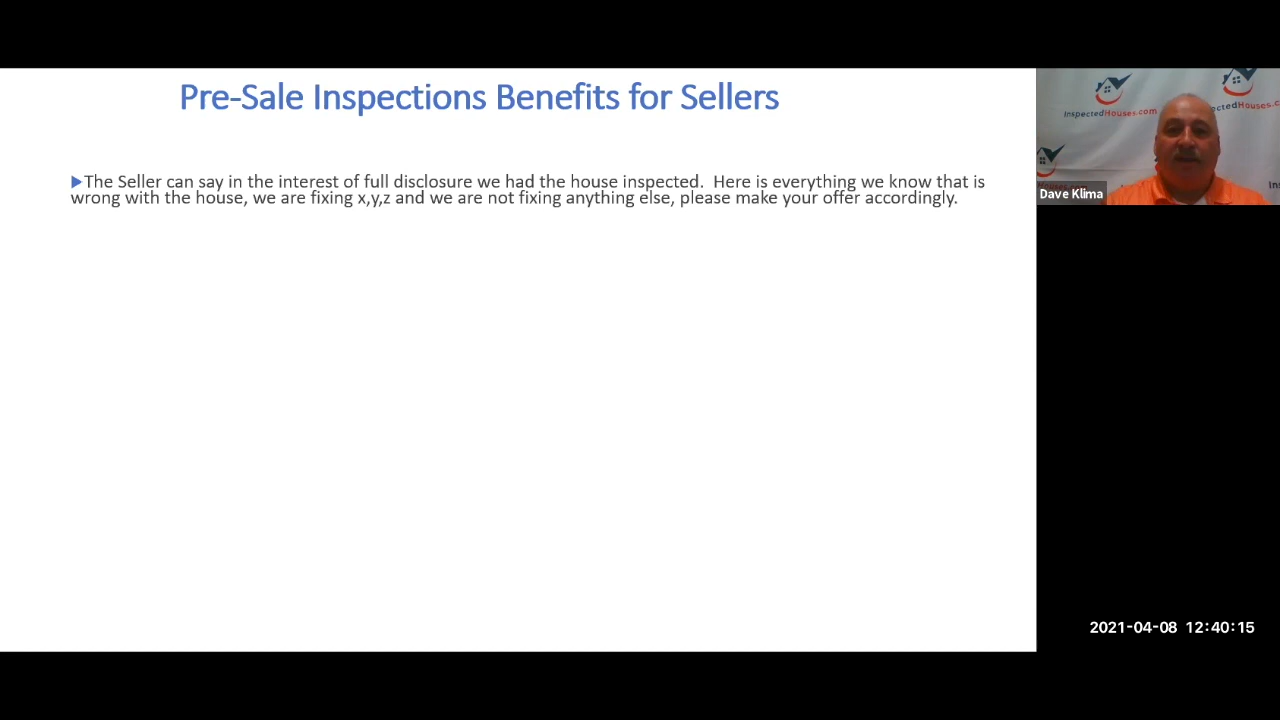 Pre-Sale Inspections Benefits for Sellers
The Seller can say in the interest of full disclosure we had the house inspected.  Here is everything we know that is
wrong with the house, we are fixing x,y,z and we are not fixing anything else, please make your offer accordingly.
InspectedHouses.com
ectedHouses.c
Dave Klima
2021-04-08 12:40:15